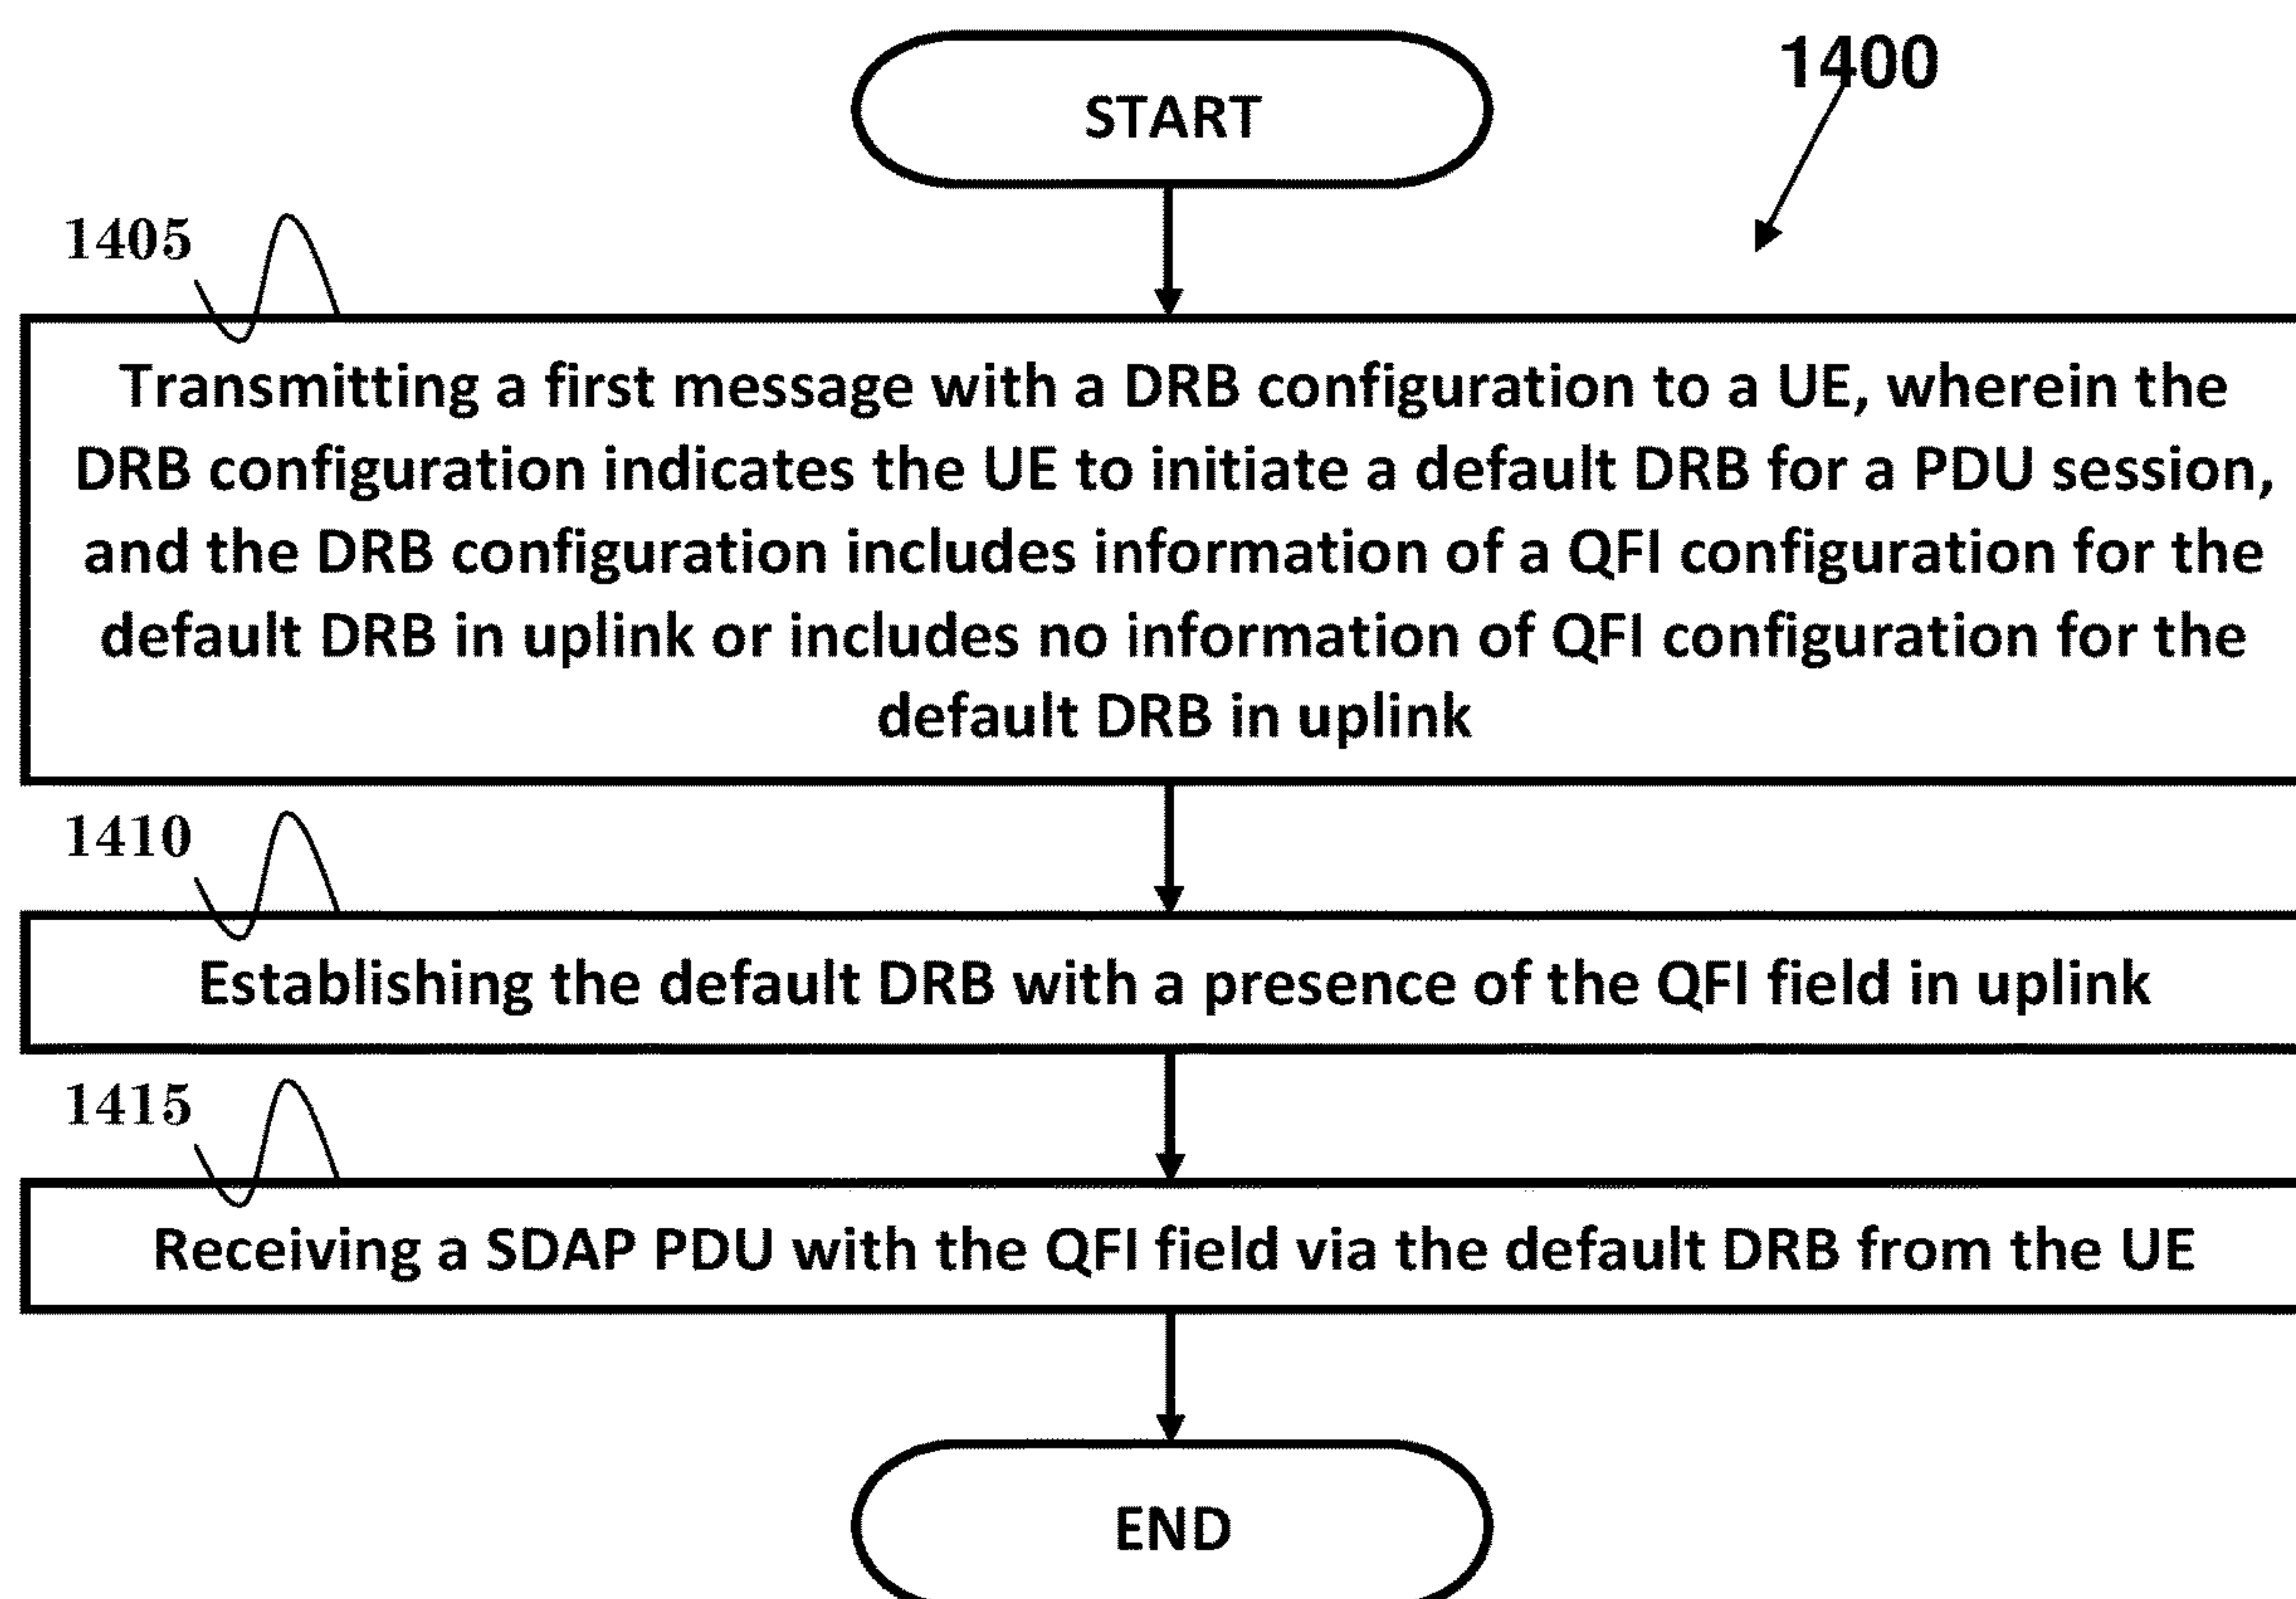 START
1400
1405
Transmitting a first message with a DRB configuration to a UE, wherein the
DRB configuration indicates the UE to initiate a default DRB for a PDU session,
and the DRB configuration includes information of a QFI configuration for the
default DRB in uplink or includes no information of QFI configuration for the
default DRB in uplink
1410
Establishing the default DRB with a presence of the QFI field in uplink
1415
Receiving a SDAP PDU with the QFI field via the default DRB from the UE
END